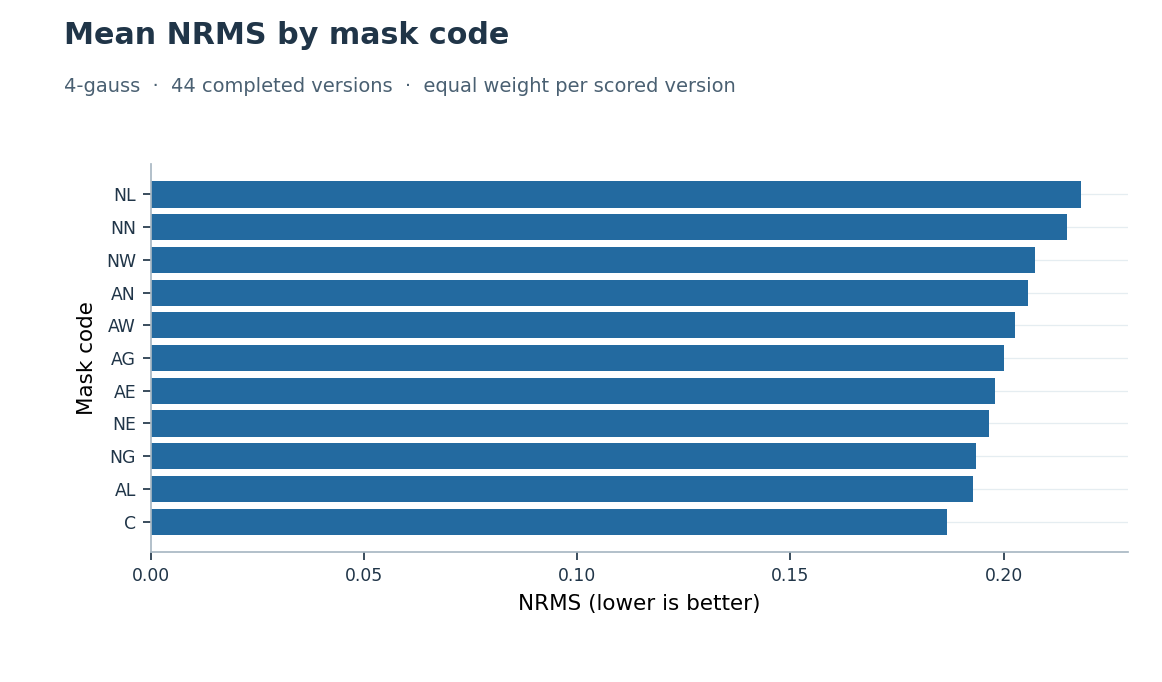 Mean NRMS by mask code
4-gauss · 44 completed versions · equal weight per scored version
Mask code
NL
NN
NW
AN
AW
AG
AE
NE
NG
AL
C
0.00 0.05 0.10 0.15 0.20
NRMS (lower is better)